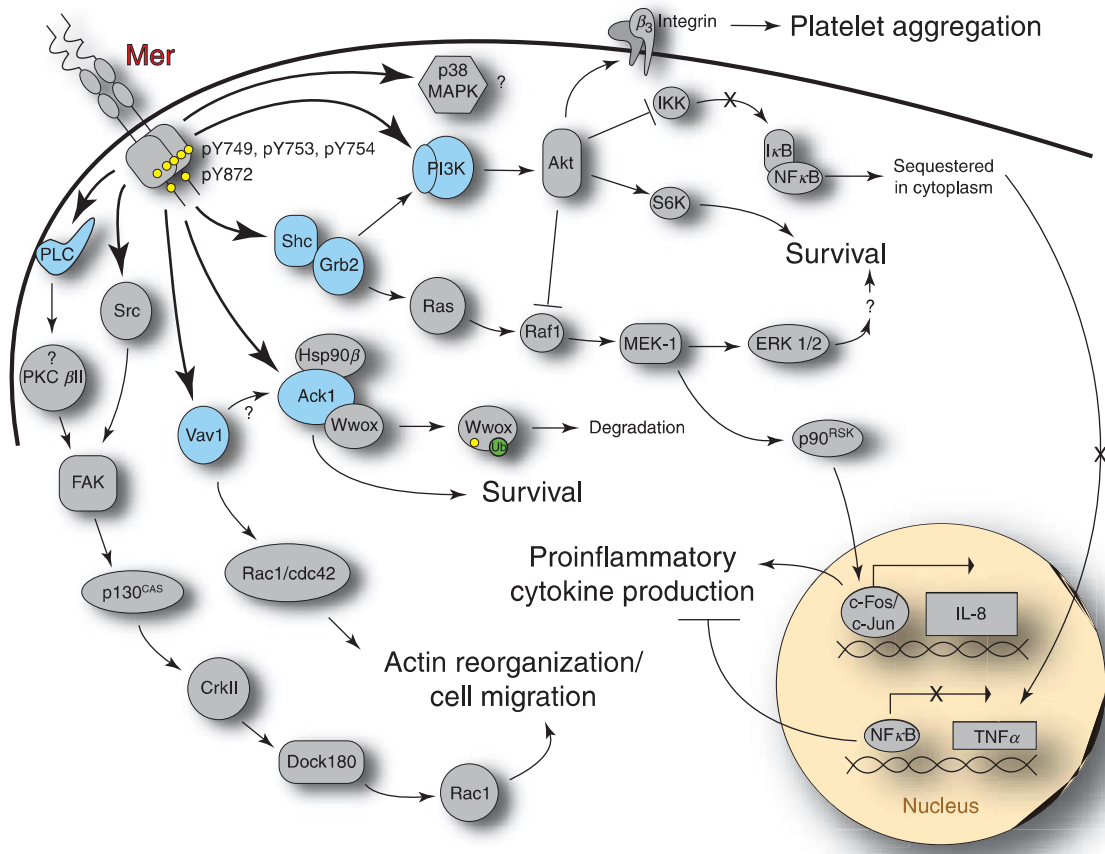 β3 Integrin
Platelet aggregation
Mer
p38
MAPK
?
IKK
X
pY749, pY753, pY754
pY872
PI3K
Akt
IκB
NFκB
Sequestered
in cytoplasm
S6K
PLC
Shc
Grb2
Survival
Src
Ras
Raf1
MEK-1
ERK 1/2
?
?
PKC βII
Hsp90β
Ack1
Wwox
?
Vav1
Wwox
Ub
Degradation
p90RSK
X
FAK
Survival
Rac1/cdc42
p130CAS
Proinflammatory
cytokine production
c-Fos/
c-Jun
IL-8
Actin reorganization/
cell migration
CrkII
X
NFκB
TNFα
Dock180
Rac1
Nucleus